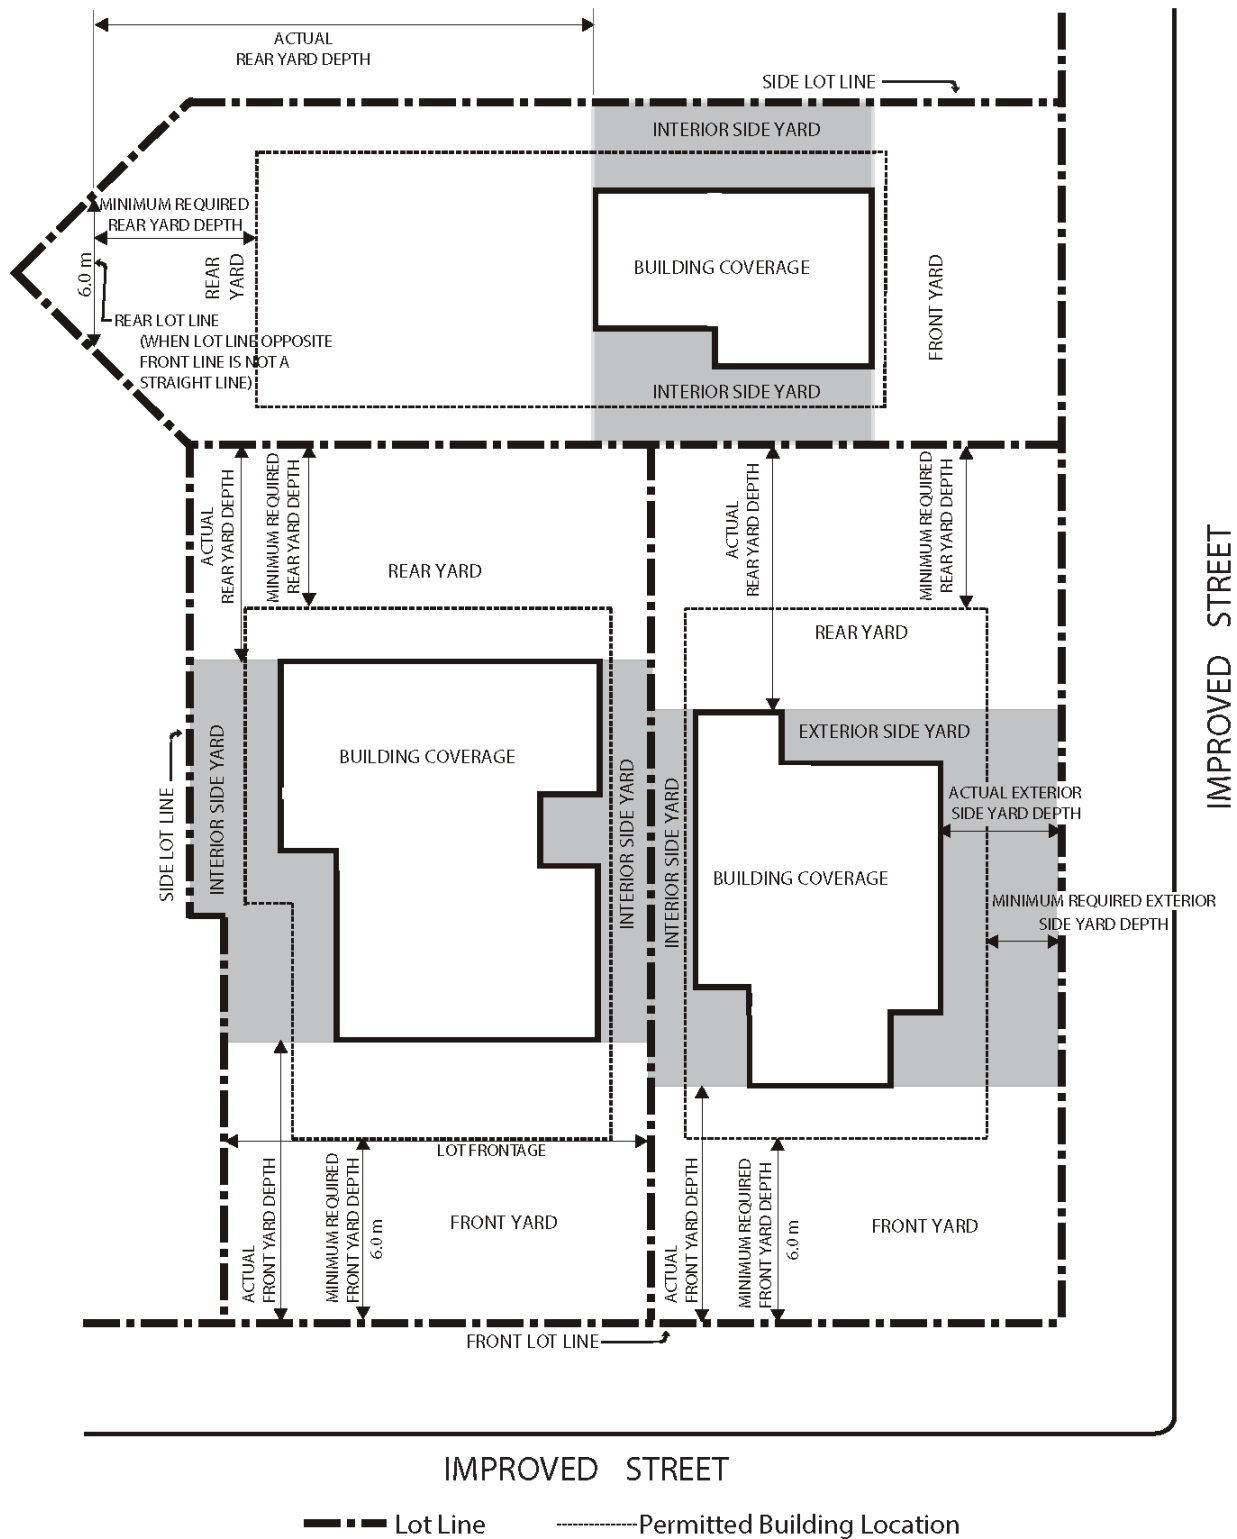 ACTUAL
REAR YARD DEPTH
SIDE LOT LINE
INTERIOR SIDE YARD
MINIMUM REQUIRED
REAR YARD DEPTH
6.0 m
REAR
YARD
BUILDING COVERAGE
FRONT YARD
REAR LOT LINE
(WHEN LOT LINE OPPOSITE
FRONT LINE IS NOT A
STRAIGHT LINE)
INTERIOR SIDE YARD
ACTUAL
REAR YARD DEPTH
MINIMUM REQUIRED
REAR YARD DEPTH
REAR YARD
ACTUAL
REAR YARD DEPTH
MINIMUM REQUIRED
REAR YARD DEPTH
REAR YARD
IMPROVED STREET
SIDE LOT LINE
INTERIOR SIDE YARD
BUILDING COVERAGE
INTERIOR SIDE YARD
INTERIOR SIDE YARD
EXTERIOR SIDE YARD
ACTUAL EXTERIOR
SIDE YARD DEPTH
BUILDING COVERAGE
MINIMUM REQUIRED EXTERIOR
SIDE YARD DEPTH
LOT FRONTAGE
ACTUAL
FRONT YARD DEPTH
MINIMUM REQUIRED
FRONT YARD DEPTH
6.0 m
FRONT YARD
ACTUAL
FRONT YARD DEPTH
MINIMUM REQUIRED
FRONT YARD DEPTH
6.0 m
FRONT YARD
FRONT LOT LINE
IMPROVED STREET
Lot Line
Permitted Building Location